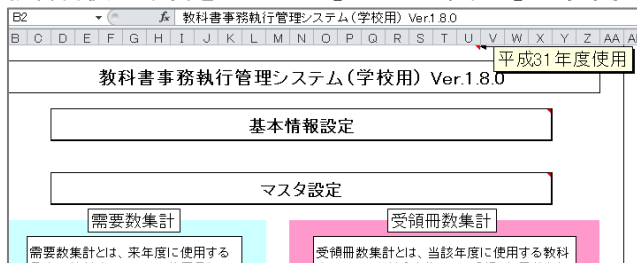 B2 fx 教科書事務執行管理システム(学校用) Ver.1.8.0
B C D E F G H I J K L M N O P Q R S T U V W X Y Z AA
平成31年度使用
教科書事務執行管理システム(学校用) Ver.1.8.0
基本情報設定
マスタ設定
需要数集計
受領冊数集計
需要数集計とは、来年度に使用する
受領冊数集計とは、当該年度に使用する教科